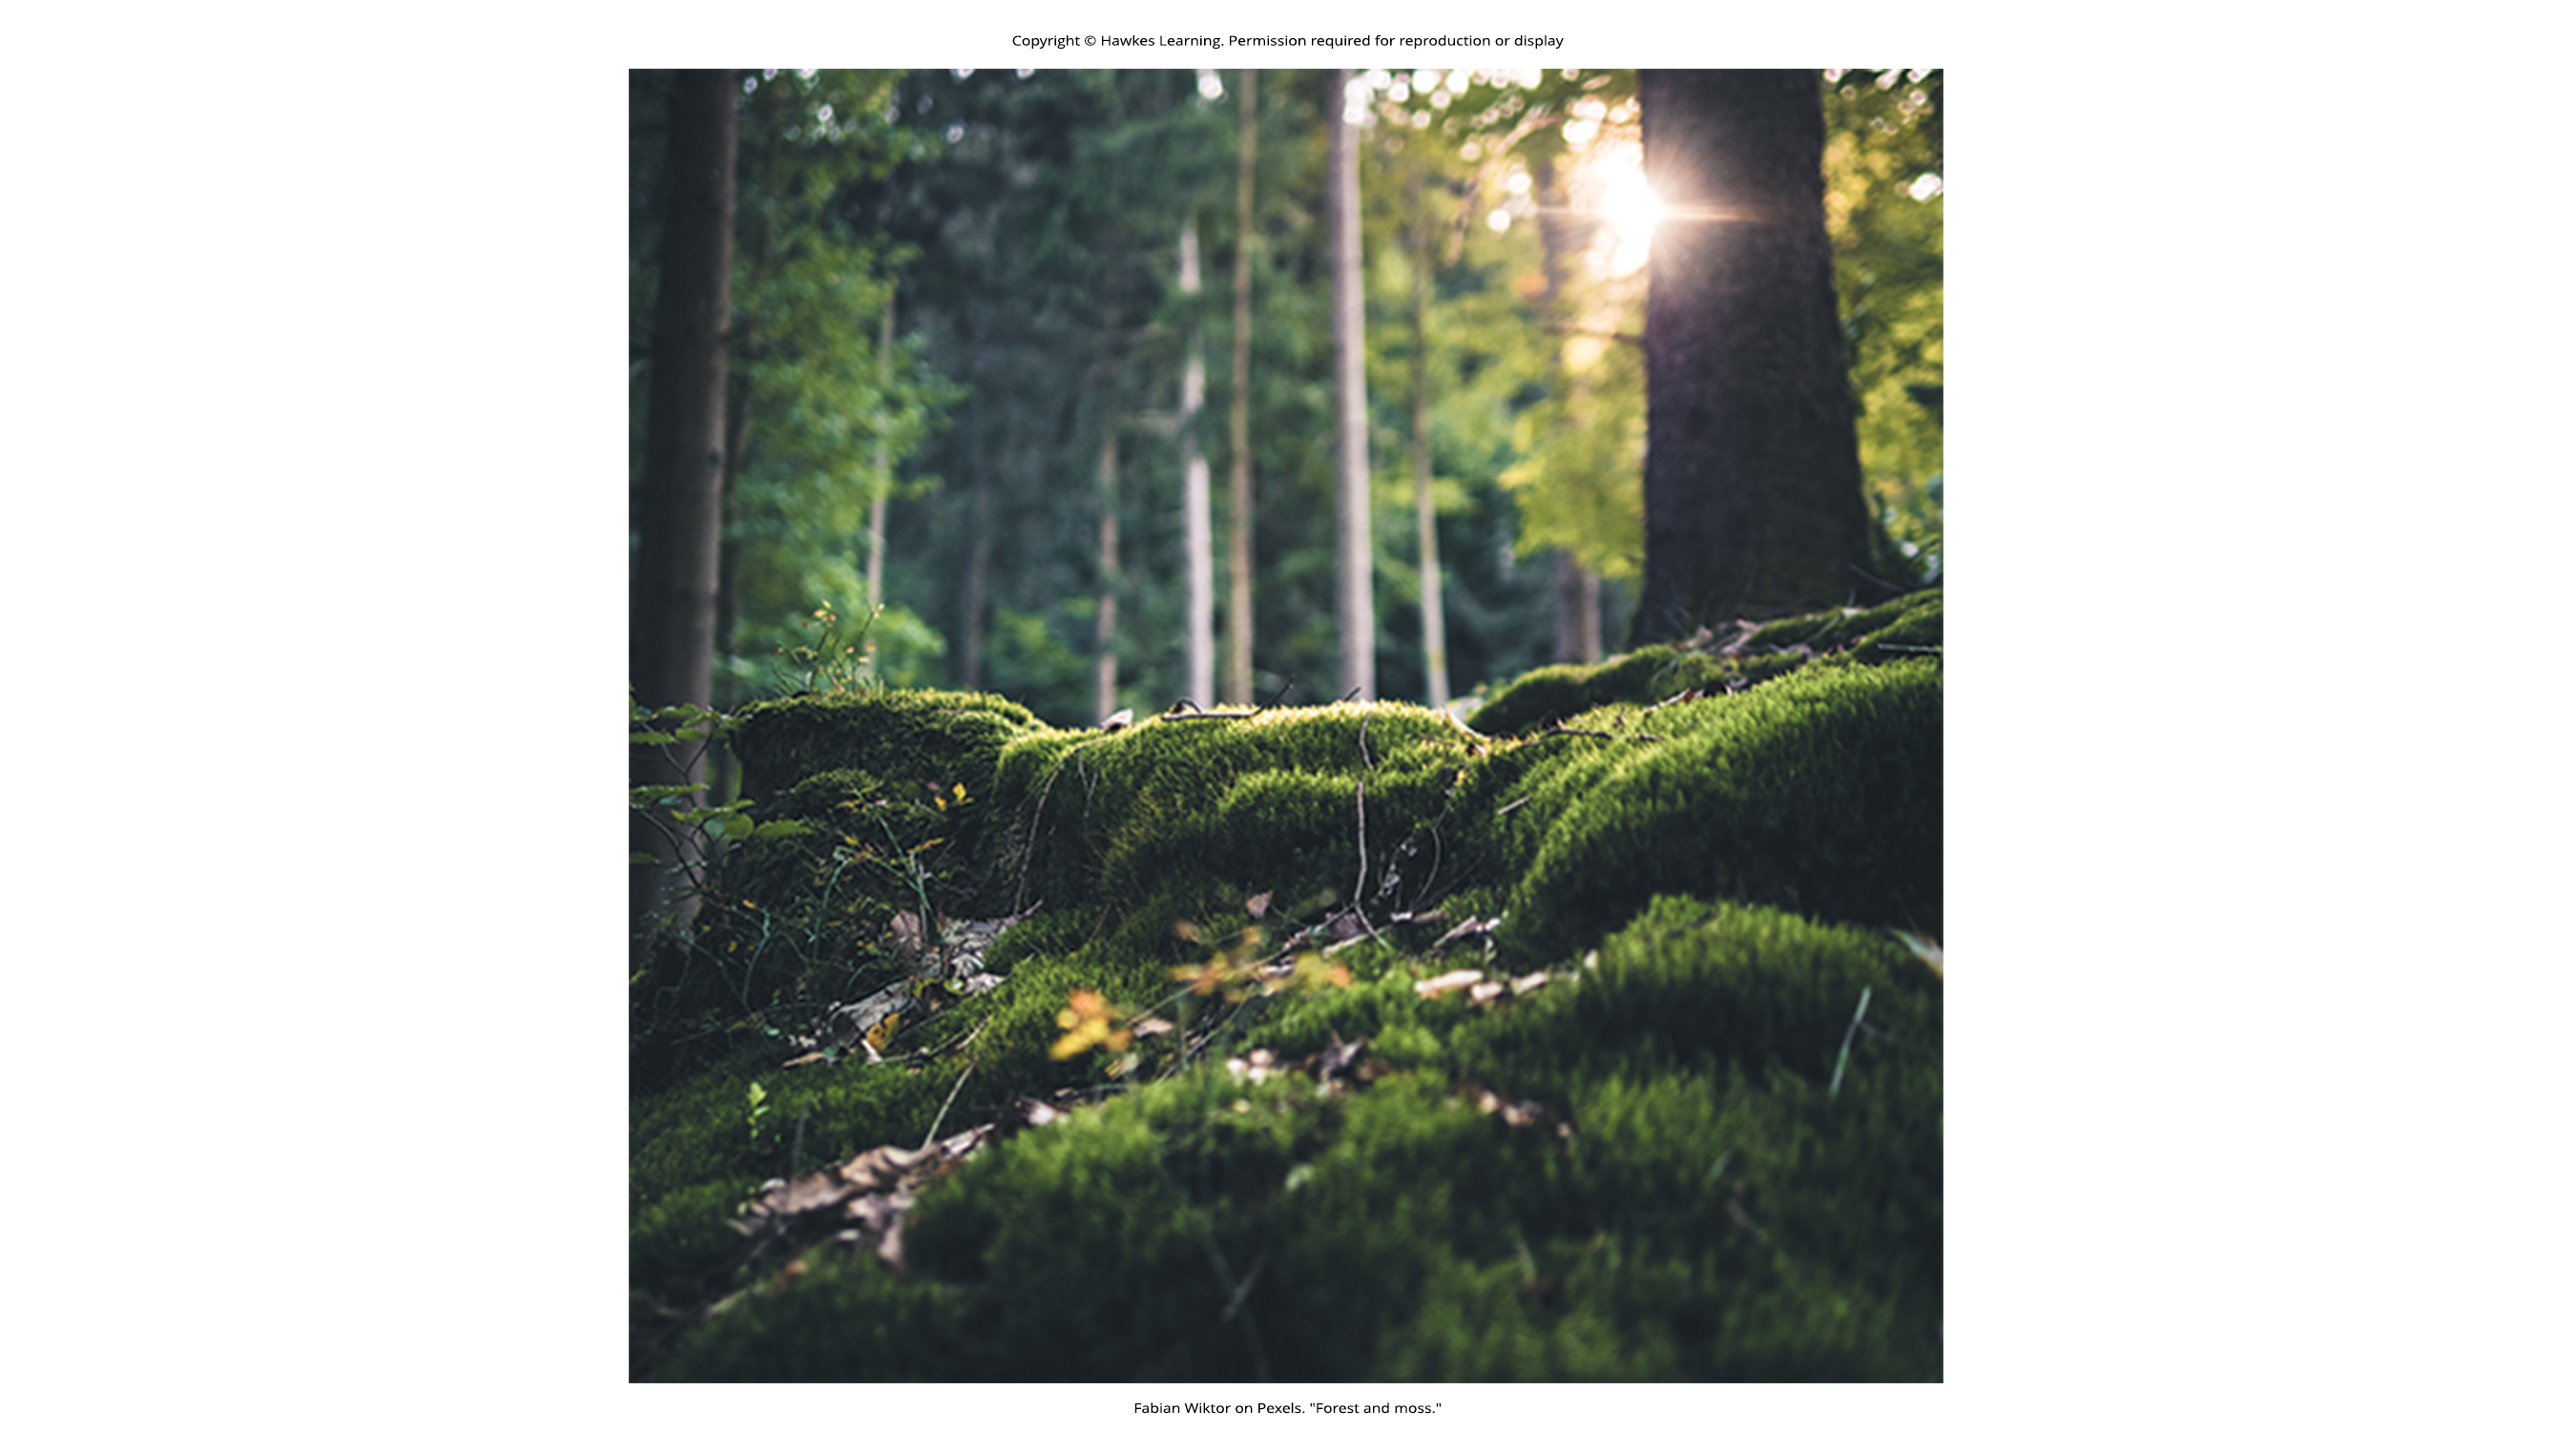 Copyright © Hawkes Learning. Permission required for reproduction or display
Fabian Wiktor on Pexels. "Forest and moss."